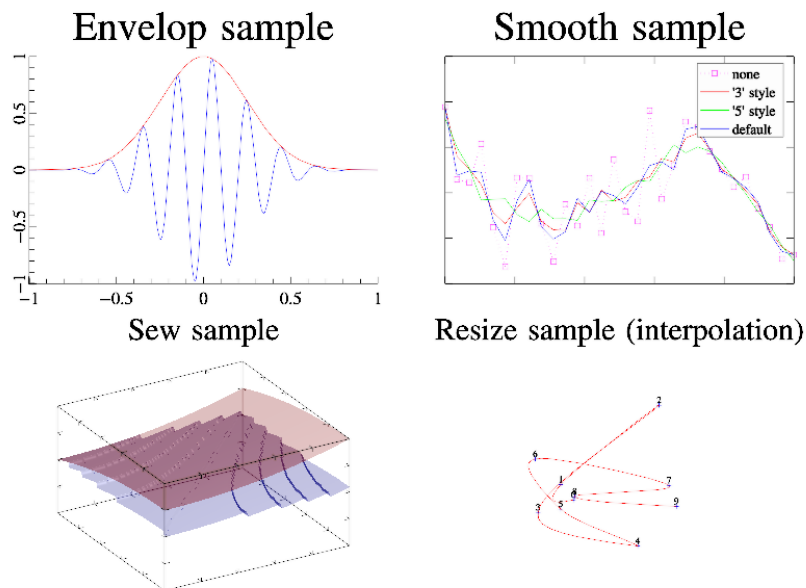 Envelop sample
Smooth sample
1
0.5
0
−0.5
−1
−1
−0.5
0
0.5
1
none
'3' style
'5' style
default
Sew sample
Resize sample (interpolation)
2
6
1
7
3
5
9
4